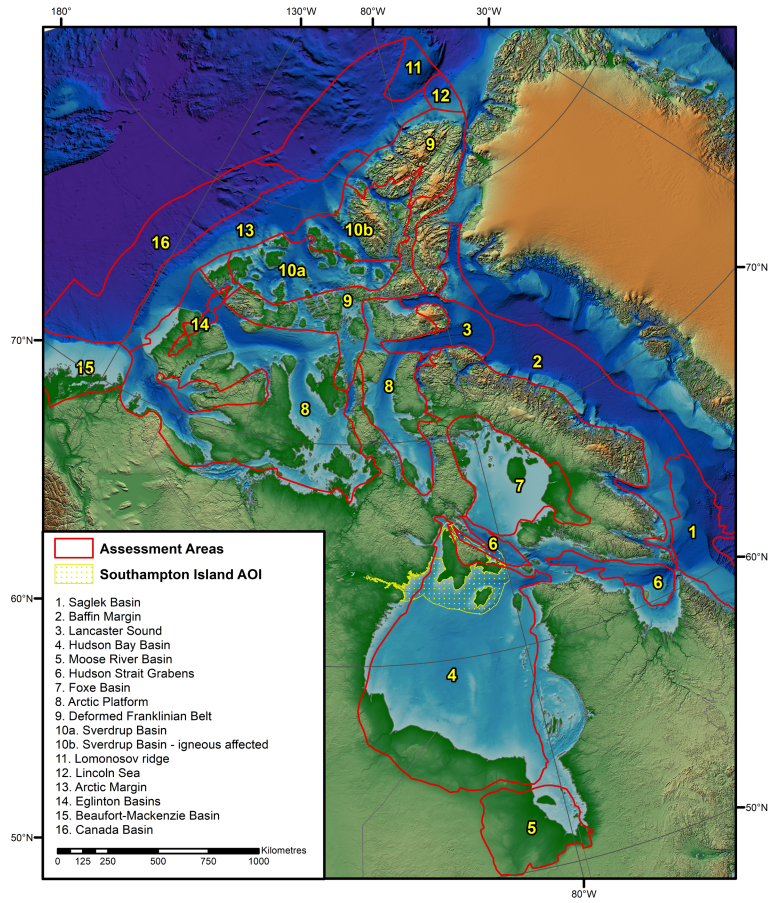 180°
130°W
80°W
30°W
11
12
9
10b
13
16
10a
70°W
9
14
3
70°N
2
15
8
8
7
1
6
60°N
6
Assessment Areas
Southampton Island AOI
60°N
4
1. Saglek Basin
2. Baffin Margin
3. Lancaster Sound
4. Hudson Bay Basin
5. Moose River Basin
6. Hudson Strait Grabens
7. Foxe Basin
8. Arctic Platform
9. Deformed Franklinian Belt
10a. Sverdrup Basin
10b. Sverdrup Basin - igneous affected
11. Lomonosov ridge
12. Lincoln Sea
13. Arctic Margin
14. Eglinton Basins
15. Beaufort-Mackenzie Basin
16. Canada Basin
50°N
5
50°N
Kilometres
0 125 250 500 750 1000
80°W